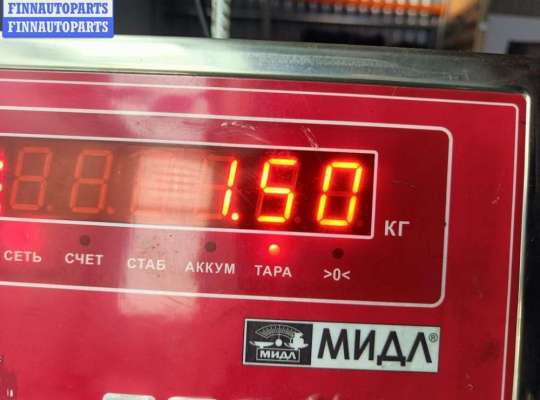 FINNAUTOPARTS
FINNAUTOPARTS
1.50 КГ
СЕТЬ СЧЕТ СТАБ АККУМ ТАРА >0<
МИДЛ МИДЛ®